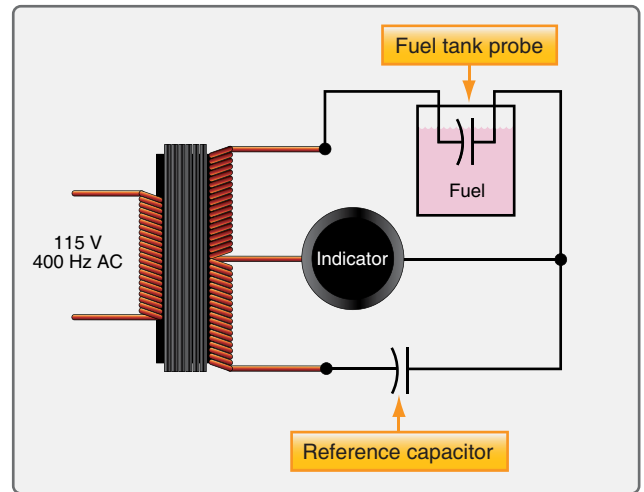 Fuel tank probe
Fuel
115 V
400 Hz AC
Indicator
Reference capacitor